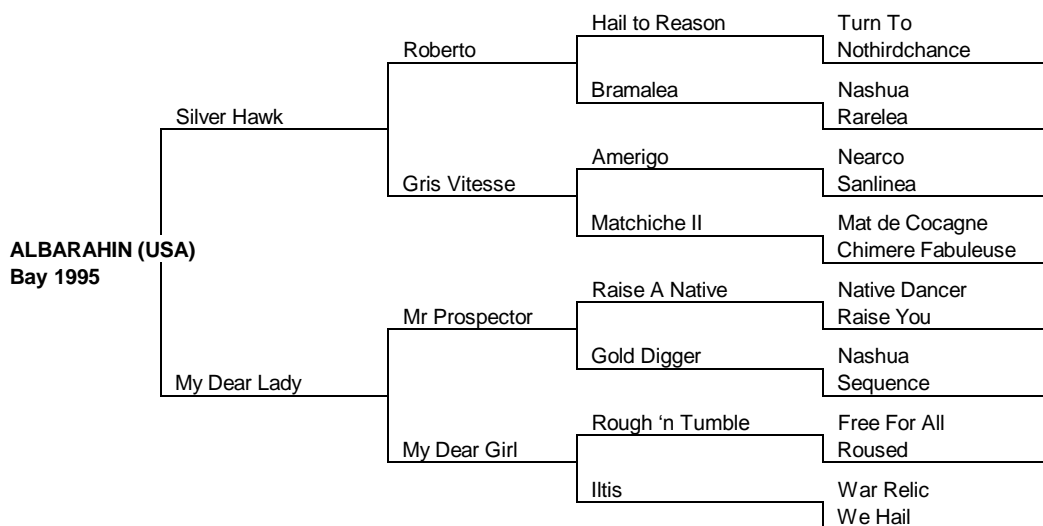 Hail to Reason
Turn To
Nothirdchance
Roberto
Bramalea
Nashua
Rarelea
Silver Hawk
Amerigo
Nearco
Sanlinea
Gris Vitesse
Matchiche II
Mat de Cocagne
Chimere Fabuleuse
ALBARAHIN (USA)
Bay 1995
Raise A Native
Native Dancer
Raise You
Mr Prospector
Gold Digger
Nashua
Sequence
My Dear Lady
Rough ‘n Tumble
Free For All
Roused
My Dear Girl
Iltis
War Relic
We Hail